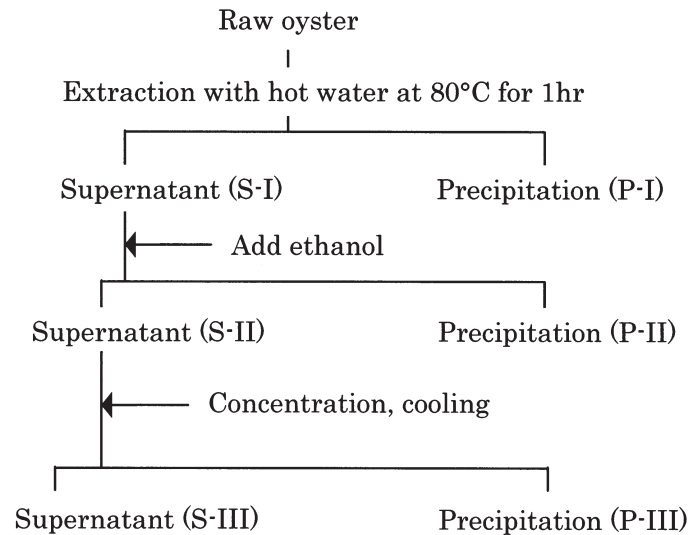 Raw oyster
Extraction with hot water at 80°C for 1hr
Supernatant (S-I) Precipitation (P-I)
Add ethanol
Supernatant (S-II) Precipitation (P-II)
Concentration, cooling
Supernatant (S-III) Precipitation (P-III)